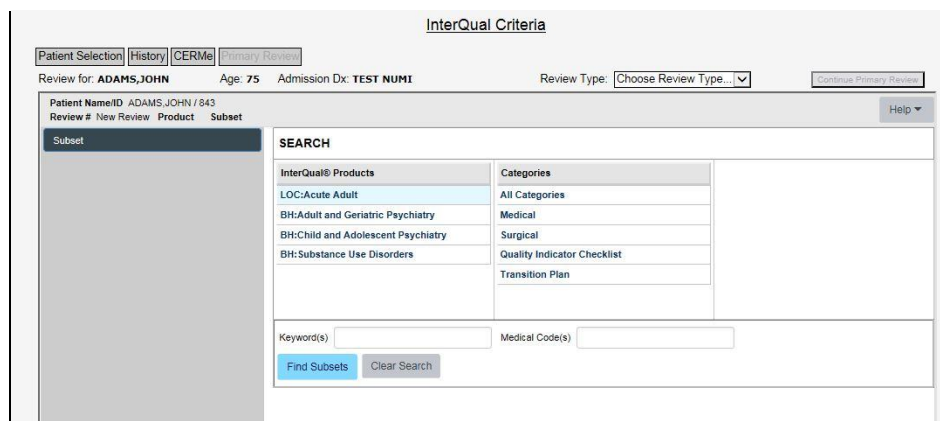 InterQual Criteria
Patient Selection History CERMe Primary Review
Review for: ADAMS,JOHN Age: 75 Admission Dx: TEST NUMI Review Type: Choose Review Type... Continue Primary Review
Patient Name/ID ADAMS,JOHN / 843
Review # New Review Product Subset
Help
Subset
SEARCH
InterQual® Products Categories
LOC:Acute Adult All Categories
BH:Adult and Geriatric Psychiatry Medical
BH:Child and Adolescent Psychiatry Surgical
BH:Substance Use Disorders Quality Indicator Checklist
Transition Plan
Keyword(s) Medical Code(s)
Find Subsets Clear Search